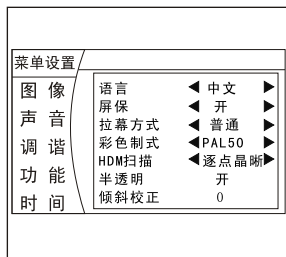 菜单设置
图 像
声 音
调 谐
功 能
时 间
语言 ◀ 中文 ▶
屏保 ◀ 开 ▶
拉幕方式 ◀ 普通 ▶
彩色制式 ◀PAL50 ▶
HDM扫描 ◀逐点晶晰▶
半透明 开
倾斜校正 0